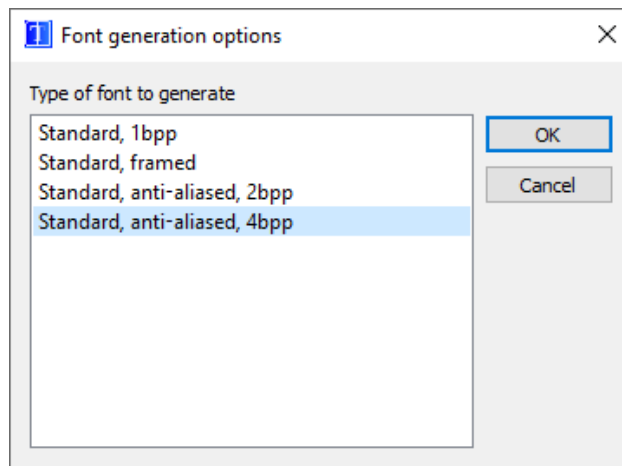 Font generation options
Type of font to generate
Standard, 1bpp
Standard, framed
Standard, anti-aliased, 2bpp
Standard, anti-aliased, 4bpp
OK
Cancel